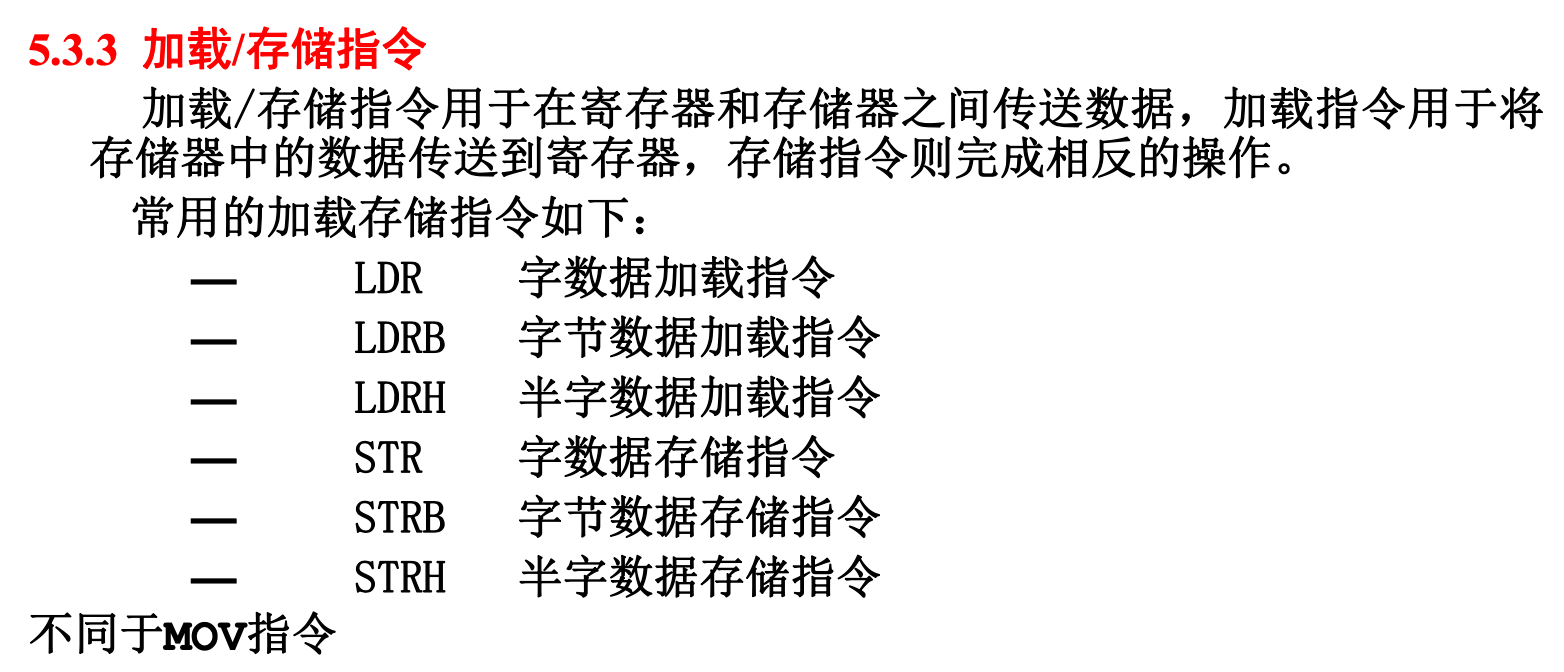 5.3.3 加载/存储指令
加载/存储指令用于在寄存器和存储器之间传送数据，加载指令用于将
存储器中的数据传送到寄存器，存储指令则完成相反的操作。
常用的加载存储指令如下：
— LDR 字数据加载指令
— LDRB 字节数据加载指令
— LDRH 半字数据加载指令
— STR 字数据存储指令
— STRB 字节数据存储指令
— STRH 半字数据存储指令
不同于MOV指令